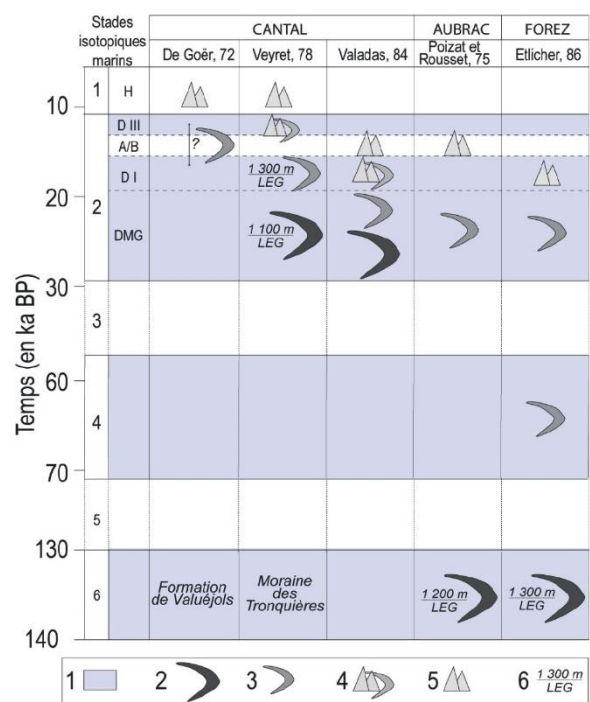 Stades
isotopiques
marins
CANTAL
AUBRAC
FOREZ
De Goër, 72
Veyret, 78
Valadas, 84
Poizat et
Rousset, 75
Etlicher, 86
Temps (en ka BP)
1 H
10
D III
A/B
?
D I
1 300 m
LEG
20
2
DMG
1 100 m
LEG
30
3
60
4
70
5
130
6
Formation
de Valuéjols
Moraine
des
Tronquières
1 200 m
LEG
1 300 m
LEG
140
1 2 3 4 5 6 1 300 m
LEG